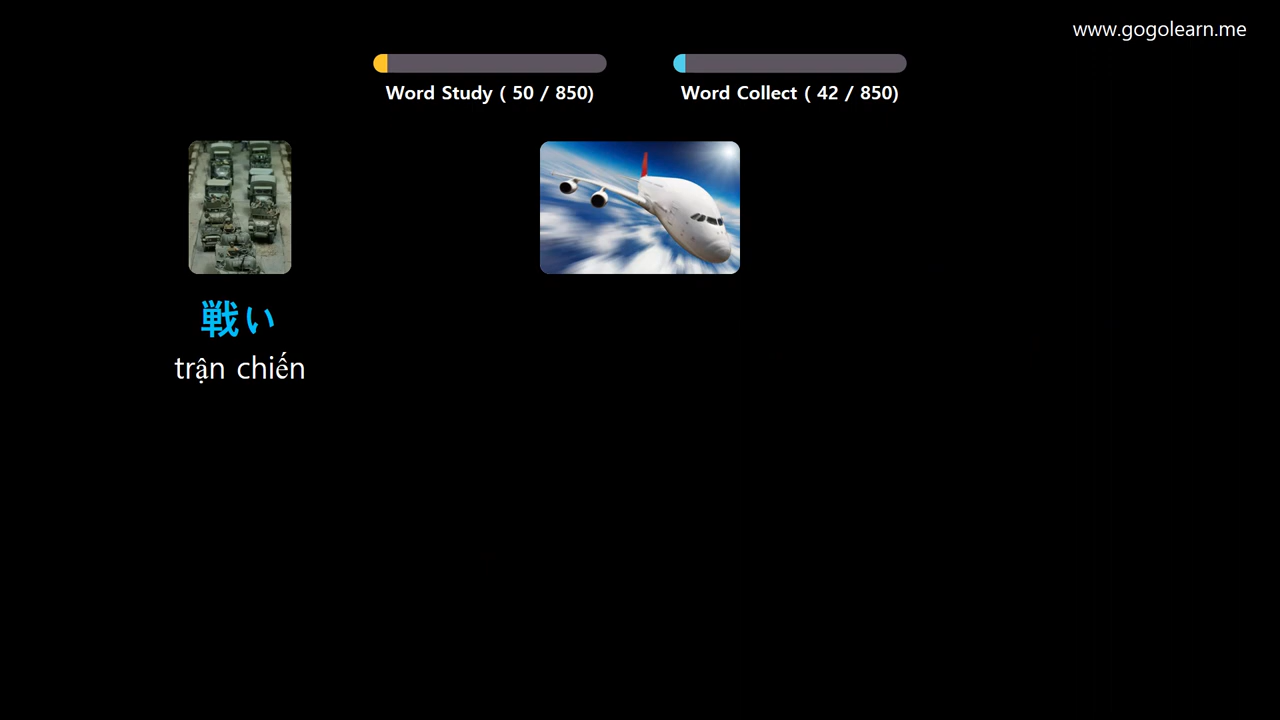 www.gogolearn.me
Word Study ( 50 / 850)
Word Collect ( 42 / 850)
戦い
trận chiến